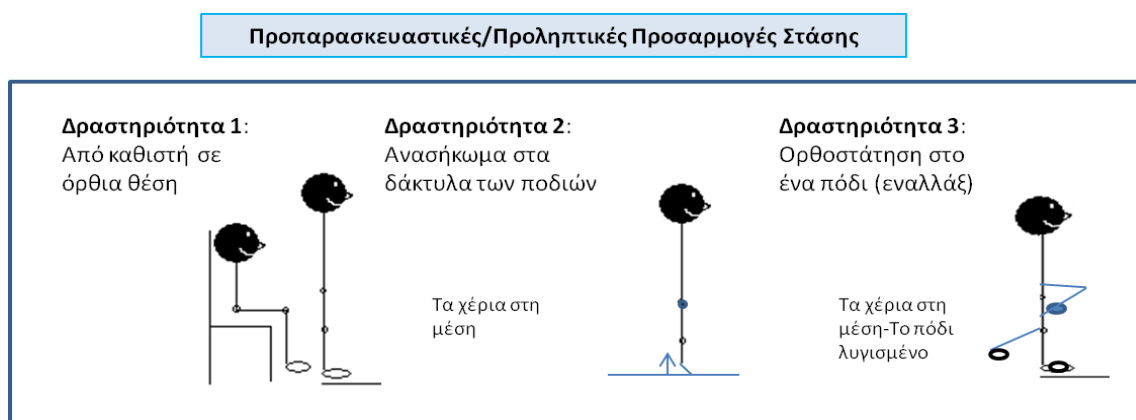 Προπαρασκευαστικές/Προληπτικές Προσαρμογές Στάσης
Δραστηριότητα 1:
Από καθιστή σε
όρθια θέση
Δραστηριότητα 2:
Ανασήκωμα στα
δάκτυλα των ποδιών
Τα χέρια στη
μέση
Δραστηριότητα 3:
Ορθοστάτηση στο
ένα πόδι (εναλλάξ)
Τα χέρια στη
μέση-Το πόδι
λυγισμένο